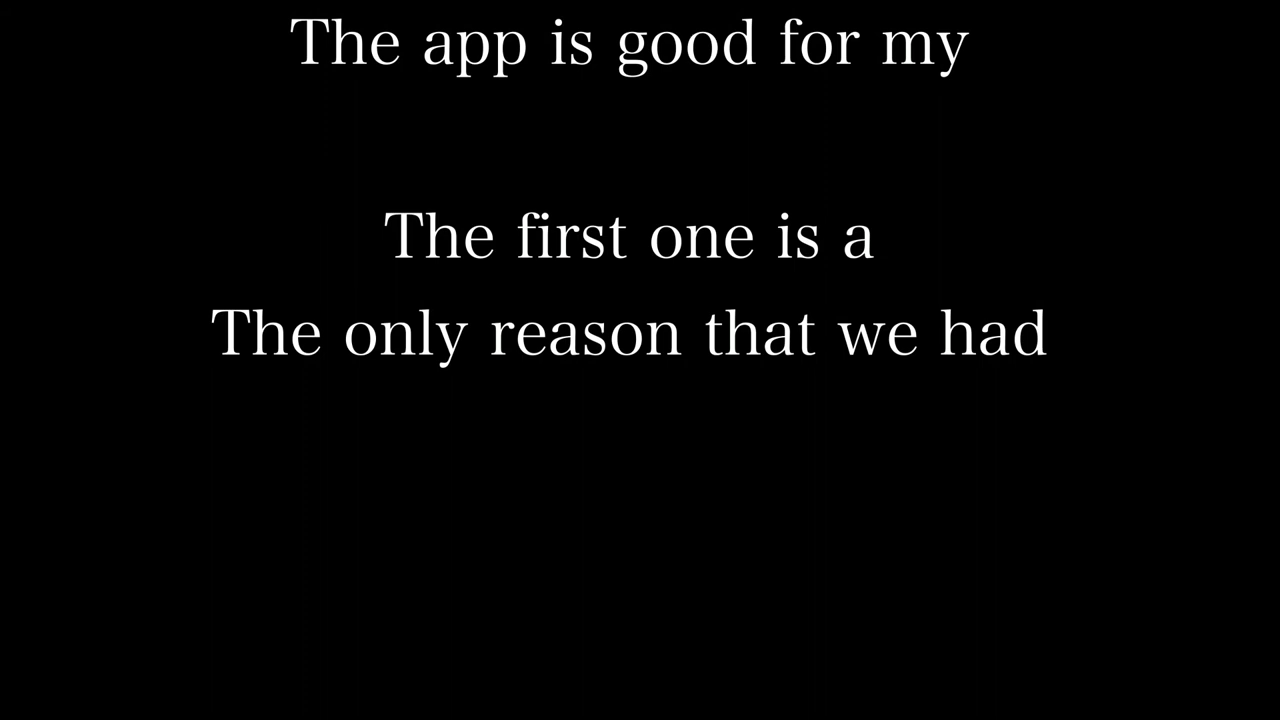 The app is good for my
The first one is a
The only reason that we had